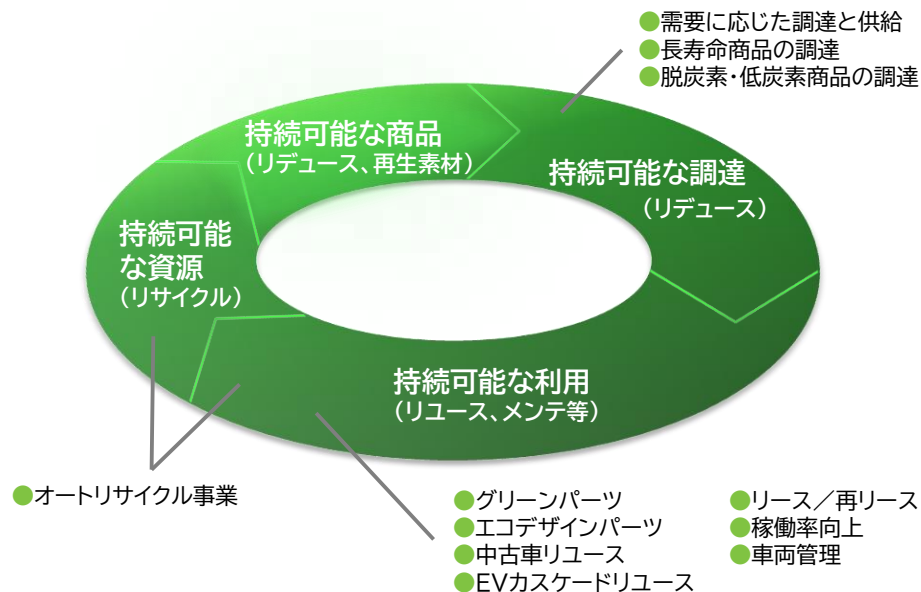 ●需要に応じた調達と供給
●長寿命商品の調達
●脱炭素・低炭素商品の調達
持続可能な商品
(リデュース、再生素材)
持続可能な調達
(リデュース)
持続可能
な資源
(リサイクル)
持続可能な利用
(リユース、メンテ等)
●オートリサイクル事業
●グリーンパーツ
●エコデザインパーツ
●中古車リユース
●EVカスケードリユース
●リース／再リース
●稼働率向上
●車両管理